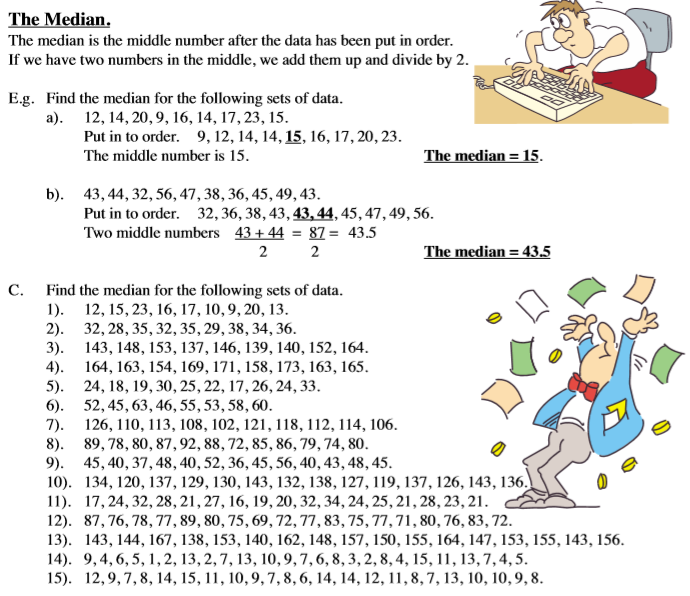 The Median.
The median is the middle number after the data has been put in order.
If we have two numbers in the middle, we add them up and divide by 2.
E.g. Find the median for the following sets of data.
a). 12, 14, 20, 9, 16, 14, 17, 23, 15.
Put in to order. 9, 12, 14, 14, 15, 16, 17, 20, 23.
The middle number is 15. The median = 15.
b). 43, 44, 32, 56, 47, 38, 36, 45, 49, 43.
Put in to order. 32, 36, 38, 43, 43, 44, 45, 47, 49, 56.
Two middle numbers 43 + 44 = 87 = 43.5
2 2 The median = 43.5
C. Find the median for the following sets of data.
1). 12, 15, 23, 16, 17, 10, 9, 20, 13.
2). 32, 28, 35, 32, 35, 29, 38, 34, 36.
3). 143, 148, 153, 137, 146, 139, 140, 152, 164.
4). 164, 163, 154, 169, 171, 158, 173, 163, 165.
5). 24, 18, 19, 30, 25, 22, 17, 26, 24, 33.
6). 52, 45, 63, 46, 55, 53, 58, 60.
7). 126, 110, 113, 108, 102, 121, 118, 112, 114, 106.
8). 89, 78, 80, 87, 92, 88, 72, 85, 86, 79, 74, 80.
9). 45, 40, 37, 48, 40, 52, 36, 45, 56, 40, 43, 48, 45.
10). 134, 120, 137, 129, 130, 143, 132, 138, 127, 119, 137, 126, 143, 136.
11). 17, 24, 32, 28, 21, 27, 16, 19, 20, 32, 34, 24, 25, 21, 28, 23, 21.
12). 87, 76, 78, 77, 89, 80, 75, 69, 72, 77, 83, 75, 77, 71, 80, 76, 83, 72.
13). 143, 144, 167, 138, 153, 140, 162, 148, 157, 150, 155, 164, 147, 153, 155, 143, 156.
14). 9, 4, 6, 5, 1, 2, 13, 2, 7, 13, 10, 9, 7, 6, 8, 3, 2, 8, 4, 15, 11, 13, 7, 4, 5.
15). 12, 9, 7, 8, 14, 15, 11, 10, 9, 7, 8, 6, 14, 14, 12, 11, 8, 7, 13, 10, 10, 9, 8.